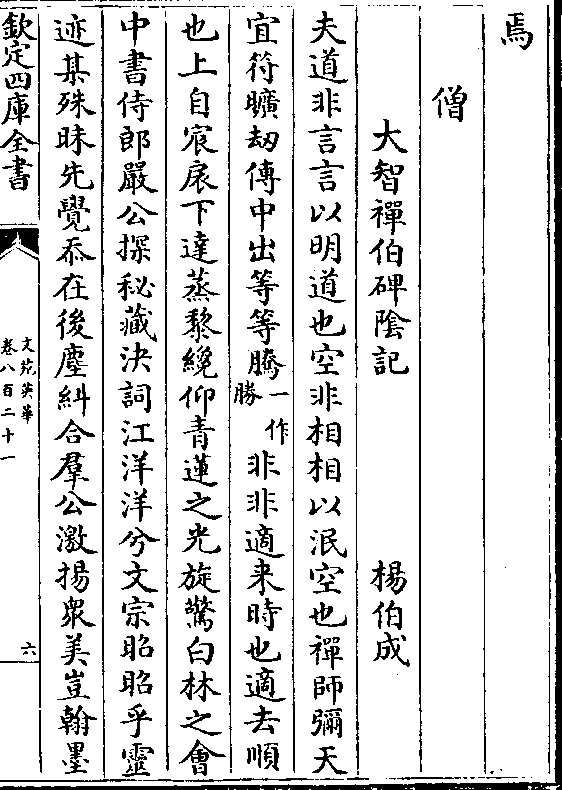 焉
僧
大智禪伯碑隂記　楊伯成
夫道非言言以明道也空非相相以泯空也禪師彌天
宜符曠刼傳中出等等騰一作勝非非適来時也適去順
也上自宸扆下達蒸黎纔仰青蓮之光旋驚白林之會
中書侍郎嚴公探秘藏決詞江洋洋兮文宗昭昭乎靈
迹某殊昧先覺忝在後塵糾合羣公激揚衆美豈翰墨
欽定四庫全書
文苑英華
卷八百二十一
六